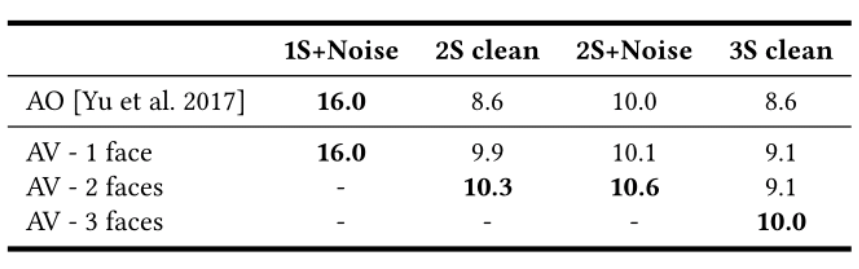 1S+Noise 2S clean 2S+Noise 3S clean
AO [Yu et al. 2017] 16.0 8.6 10.0 8.6
AV - 1 face 16.0 9.9 10.1 9.1
AV - 2 faces - 10.3 10.6 9.1
AV - 3 faces - - - 10.0